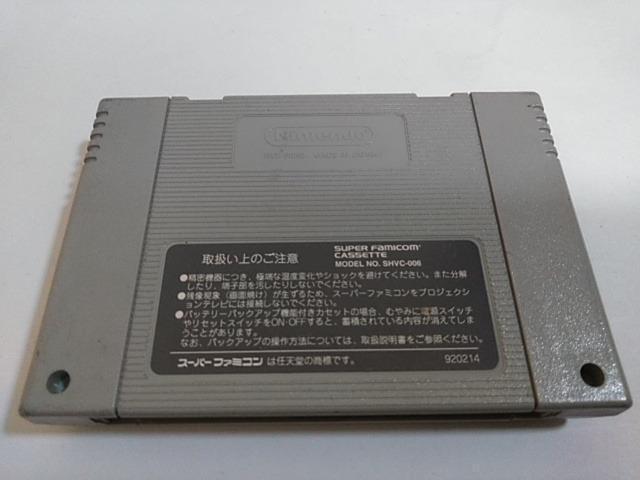 Nintendo
PAT. PEND. MADE IN JAPAN
取扱い上のご注意
SUPER FAMICOM
CASSETTE
MODEL NO. SHVC-006
●精密機器につき、極端な温度変化やショックを避けてください。また分解
したり、端子部を汚したりしないでください。
●残像現象(画面焼け)が生ずるため、スーパーファミコンをプロジェクシ
ョンテレビには接続しないでください。
●バッテリーバックアップ機能付きカセットの場合、むやみに電源スイッチ
やリセットスイッチをON・OFFすると、蓄積されている内容が消えてしま
うことがあります。
なお、バックアップの操作方法については、取扱説明書をご参照ください。
スーパーファミコン は任天堂の商標です。
920214